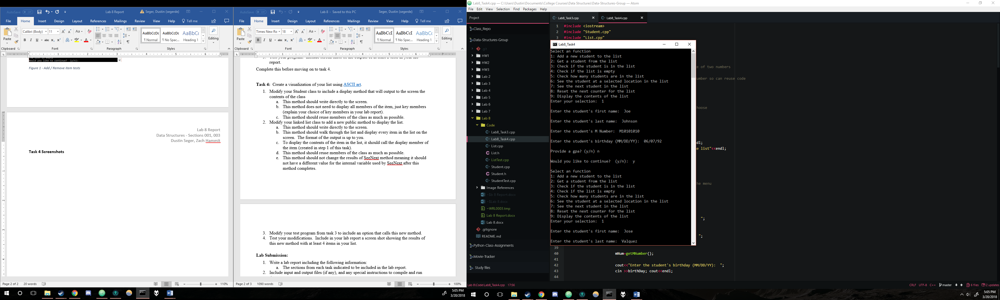 AutoSave Off
Lab 8 Report
Seger, Dustin (segerde)
File Home Insert Design Layout References Mailings Review View Help Tell me
Calibri (Body) 11
Paste
AaBbCcDc AaBbCcDc AaBbCc
¶ Normal ¶ No Spac... Heading 1
Editing
Clipboard Font Paragraph Styles
Would you like to continue? (y/n):
Figure 1 - Add / Remove item tests
Lab 8 Report
Data Structures - Sections 001, 003
Dustin Seger, Zach Hammit
Task 4 Screenshots
Page 2 of 2 20 words
110%
AutoSave Off
Lab 8 - Saved to this PC
Seger, Dustin (segerde)
File Home Insert Design Layout References Mailings Review View Help Tell me
Times New Ro 18
Paste
AaBbCcI AaBbCcI AaBbCc
¶ Normal ¶ No Spac... Heading 1
Editing
Clipboard Font Paragraph Styles
report.
Complete this before moving on to task 4.
Task 4: Create a visualization of your list using ASCII art.
1. Modify your Student class to include a display method that will output to the screen the
contents of the class
a. This method should write directly to the screen.
b. This method does not need to display all members of the item, just key members
(explain your choice of key members in your lab report).
c. This method should reuse members of the class as much as possible.
2. Modify your linked list class to add a new public method to display the list.
a. This method should write directly to the screen.
b. This method should walk through the list and display every item in the list on the
screen. The format of the output is up to you.
c. To display the contents of the item in the list, it should call the display member of
the item (created in step 1 of this task).
d. This method should reuse members of the class as much as possible.
e. This method should not change the results of SeeNext method meaning it should
not have a different value for the internal variable used by SeeNext after this
method completes.
3. Modify your test program from task 3 to include an option that calls this new method.
4. Test your modifications. Include in your lab report a screen shot showing the results of
this new method with at least 4 items in your list.
Lab Submission:
1. Write a lab report including the following information:
a. The sections from each task indicated to be included in the lab report.
2. Include input and output files (if any), and any special instructions to compile and run
Page 2 of 3 1090 words
100%
5:05 PM
3/20/2018
Lab8_Task4.cpp — C:\Users\Dustin\Documents\College Courses\Data Structures\Data-Structures-Group — Atom
File Edit View Selection Find Packages Help
Project
Class_Repo
Data-Structures-Group
.git
HW1
HW2
HW3
Lab 2
Lab 3
Lab 4
Lab 5
Lab 6
Lab 7
Lab 8
Code
Lab8_Task3.cpp
Lab8_Task4.cpp
List.cpp
List.h
ListTest.cpp
Student.cpp
Student.h
StudentTest.cpp
Image References
~$b 8 Report.docx
~$Lab 8.docx
~WRL0003.tmp
Lab 8 Report.docx
Lab 8.docx
.gitignore
README.md
Python-Class-Assignments
Movie-Tracker
Study files
Lab8_Task3.cpp
Lab8_Task4.cpp
1 #include <iostream>
2 #include "Student.cpp"
3 #include "List.cpp"
Lab8_Task4
Select an function
1: Add a new student to the list
2: Get a student from the list
3: Check if the student is in the list
4: Check if the list is empty
5: Check how many students are in the list
6: See the student at a selected location in the list
7: See the next student in the list
8: Reset the next counter for the list
9: Display the contents of the list
Enter your selection: 1
Enter the student's first name: Joe
Enter the student's last name: Johnson
Enter the student's M Number: M10101010
Enter the student's birthday (MM/DD/YY): 06/07/92
Provide a gpa? (y/n) n
Would you like to continue? (y/n): y
Select an function
1: Add a new student to the list
2: Get a student from the list
3: Check if the student is in the list
4: Check if the list is empty
5: Check how many students are in the list
6: See the student at a selected location in the list
7: See the next student in the list
8: Reset the next counter for the list
9: Display the contents of the list
Enter your selection: 1
Enter the student's first name: Jose
Enter the student's last name: Valquez
of two numbers
so can reuse code
list"<<endl;
menu
";
";
39
40 mNum=getMNumber();
41
42 cout<<"Enter the student's birthday (MM/DD/YY): ";
43 cin >>birthDay; cout<<endl;
44
Lab 8\Code\Lab8_Task4.cpp 17:56
CRLF UTF-8 C++ master 6 files 2 updates
5:05 PM
3/20/2018